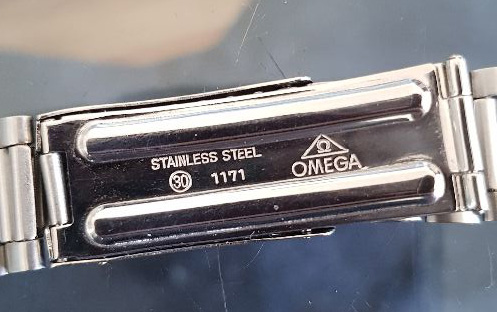 STAINLESS STEEL
30 1171
Ω
OMEGA